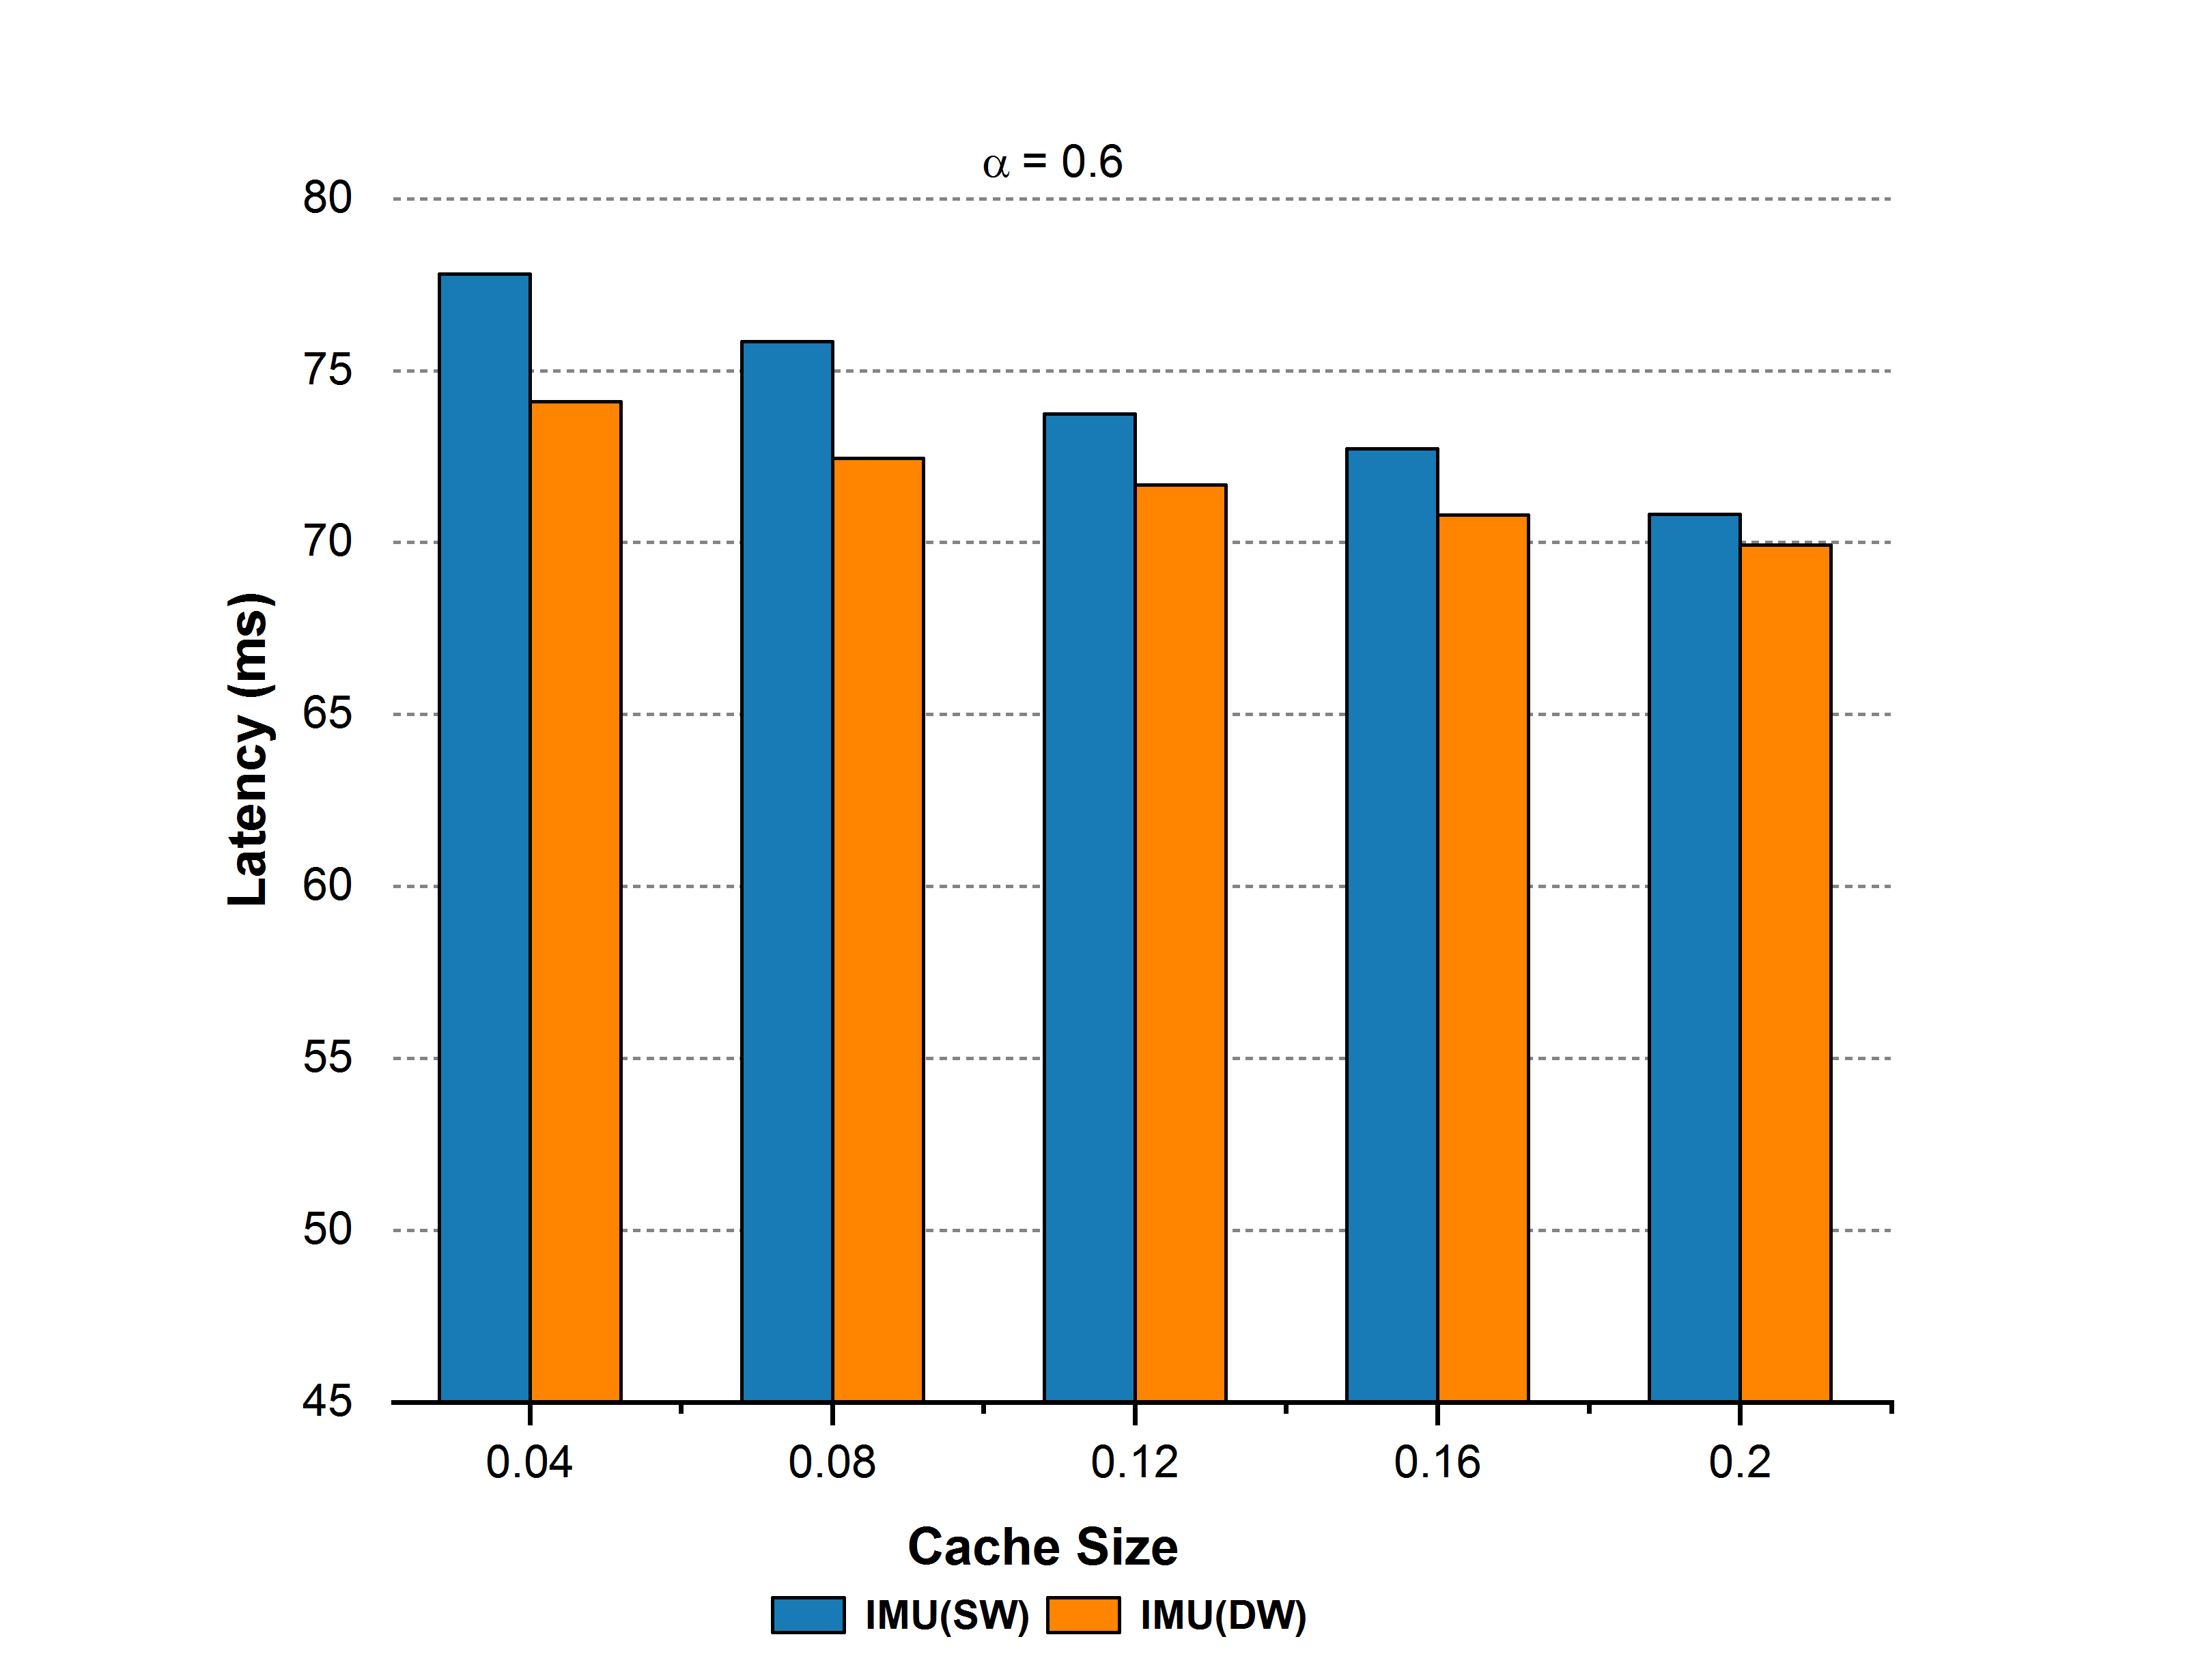 α = 0.6
80
75
70
65
60
55
50
45
Latency (ms)
0.04 0.08 0.12 0.16 0.2
Cache Size
IMU(SW) IMU(DW)